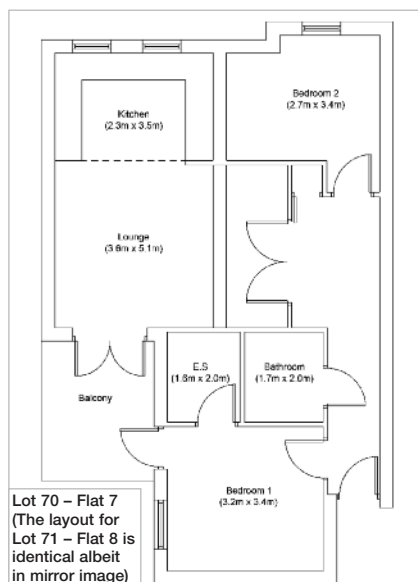 Bedroom 2
(2.7m x 3.4m)
Kitchen
(2.3m x 3.5m)
Lounge
(3.6m x 5.1m)
E.S
(1.6m x 2.0m)
Bathroom
(1.7m x 2.0m)
Balcony
Bedroom 1
(3.2m x 3.4m)
Lot 70 – Flat 7
(The layout for
Lot 71 – Flat 8 is
identical albeit
in mirror image)